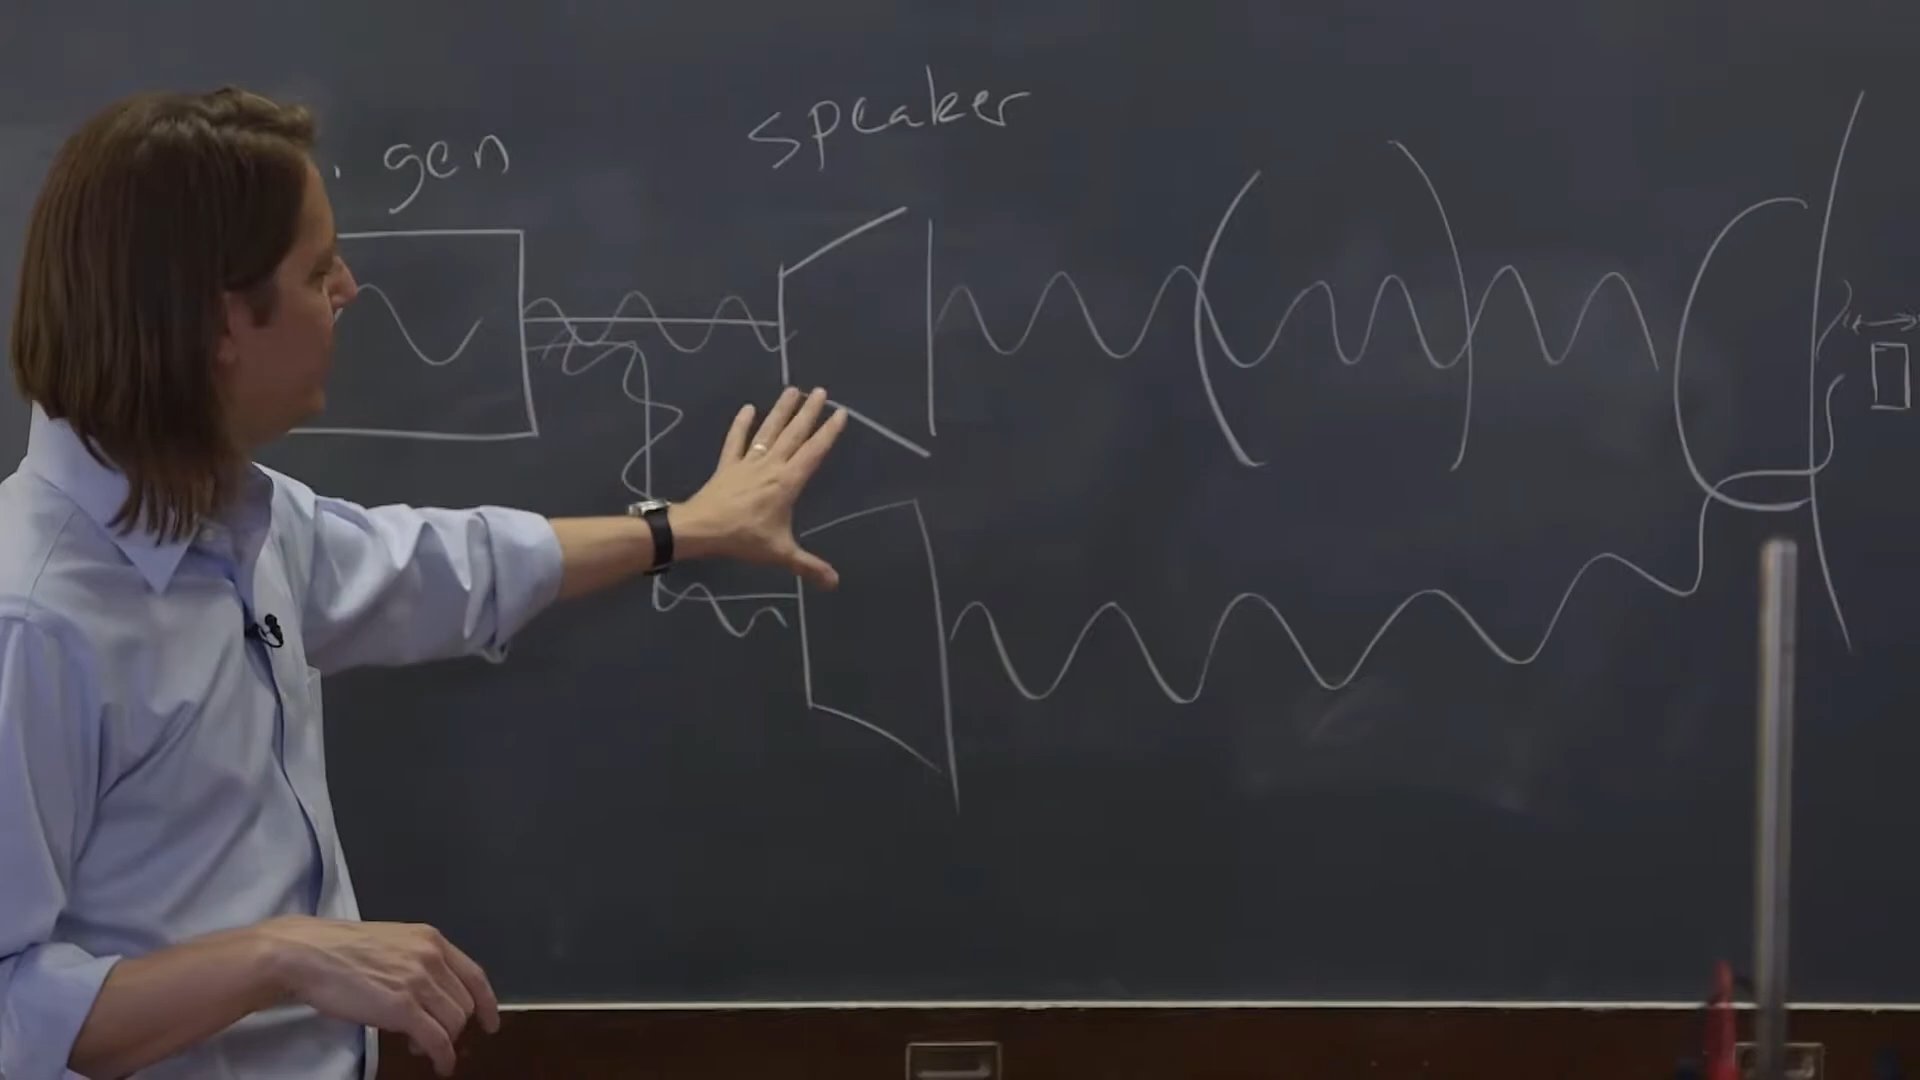 . gen
speaker